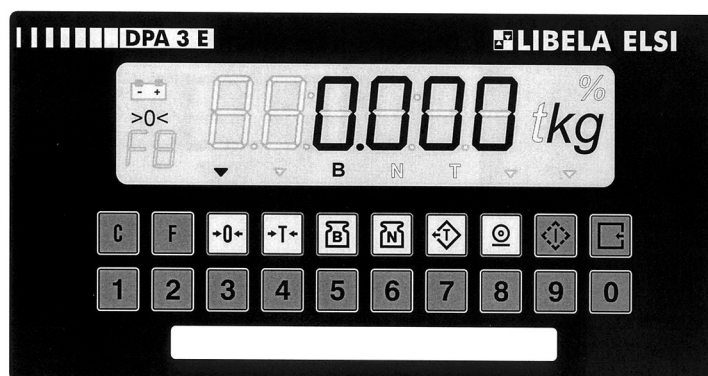 DPA 3 E LIBELA ELSI
- + %
>0< 0.000 tkg
F8
B N T
C F →0← →T← B N T
1 2 3 4 5 6 7 8 9 0